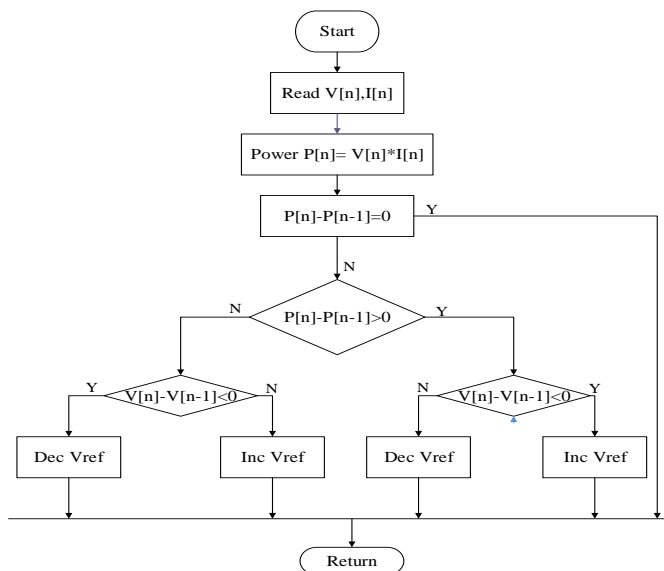 Start
Read V[n],I[n]
Power P[n]= V[n]*I[n]
P[n]-P[n-1]=0
Y
N
N
P[n]-P[n-1]>0
Y
Y
V[n]-V[n-1]<0
N
N
V[n]-V[n-1]<0
Y
Dec Vref
Inc Vref
Dec Vref
Inc Vref
Return